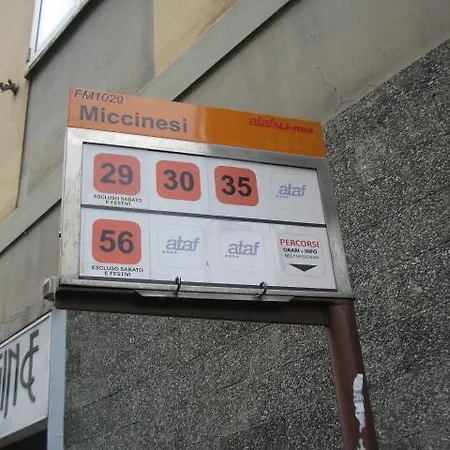 FM1020
Miccinesi
ataf&Li-nea
29
ESCLUSO SABATO
E FESTIVI
30
35
ataf
56
ESCLUSO SABATO
E FESTIVI
ataf
ataf
PERCORSI
ORARI e INFO